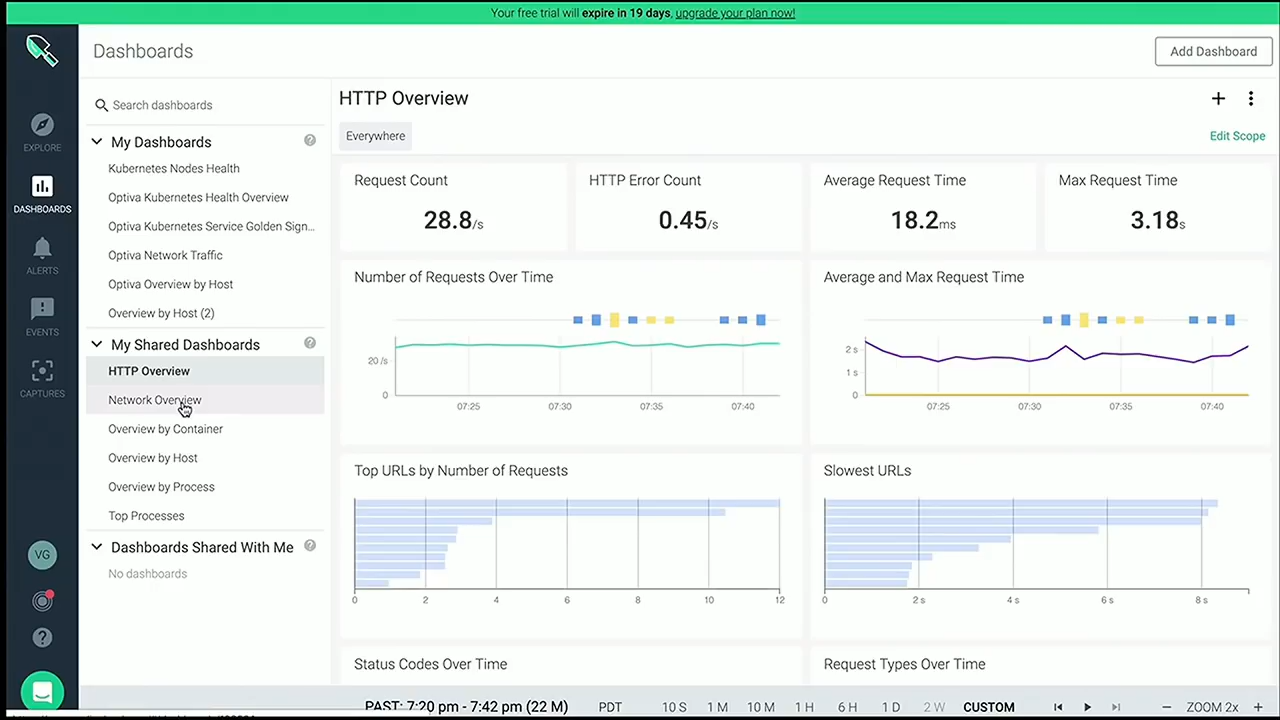 Your free trial will expire in 19 days, upgrade your plan now!
Dashboards
Add Dashboard
EXPLORE
DASHBOARDS
ALERTS
EVENTS
CAPTURES
VG
Search dashboards
My Dashboards
Kubernetes Nodes Health
Optiva Kubernetes Health Overview
Optiva Kubernetes Service Golden Sign...
Optiva Network Traffic
Optiva Overview by Host
Overview by Host (2)
My Shared Dashboards
HTTP Overview
Network Overview
Overview by Container
Overview by Host
Overview by Process
Top Processes
Dashboards Shared With Me
No dashboards
HTTP Overview
Everywhere
Edit Scope
Request Count
28.8/s
HTTP Error Count
0.45/s
Average Request Time
18.2ms
Max Request Time
3.18s
Number of Requests Over Time
20 /s
0
07:25 07:30 07:35 07:40
Average and Max Request Time
2 s
1 s
0
07:25 07:30 07:35 07:40
Top URLs by Number of Requests
0 2 4 6 8 10 12
Slowest URLs
0 2 s 4 s 6 s 8 s
Status Codes Over Time
Request Types Over Time
PAST: 7:20 pm - 7:42 pm (22 M) PDT 10 S 1 M 10 M 1 H 6 H 1 D 2 W CUSTOM ZOOM 2x